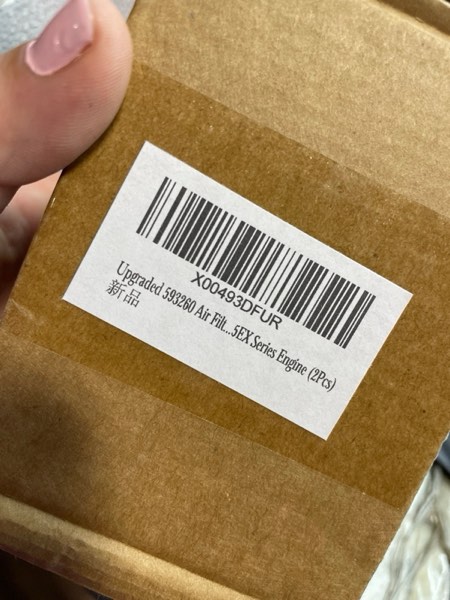 X00493DFUR
Upgraded 593260 Air Filt...5EX Series Engine (2Pcs)
新品